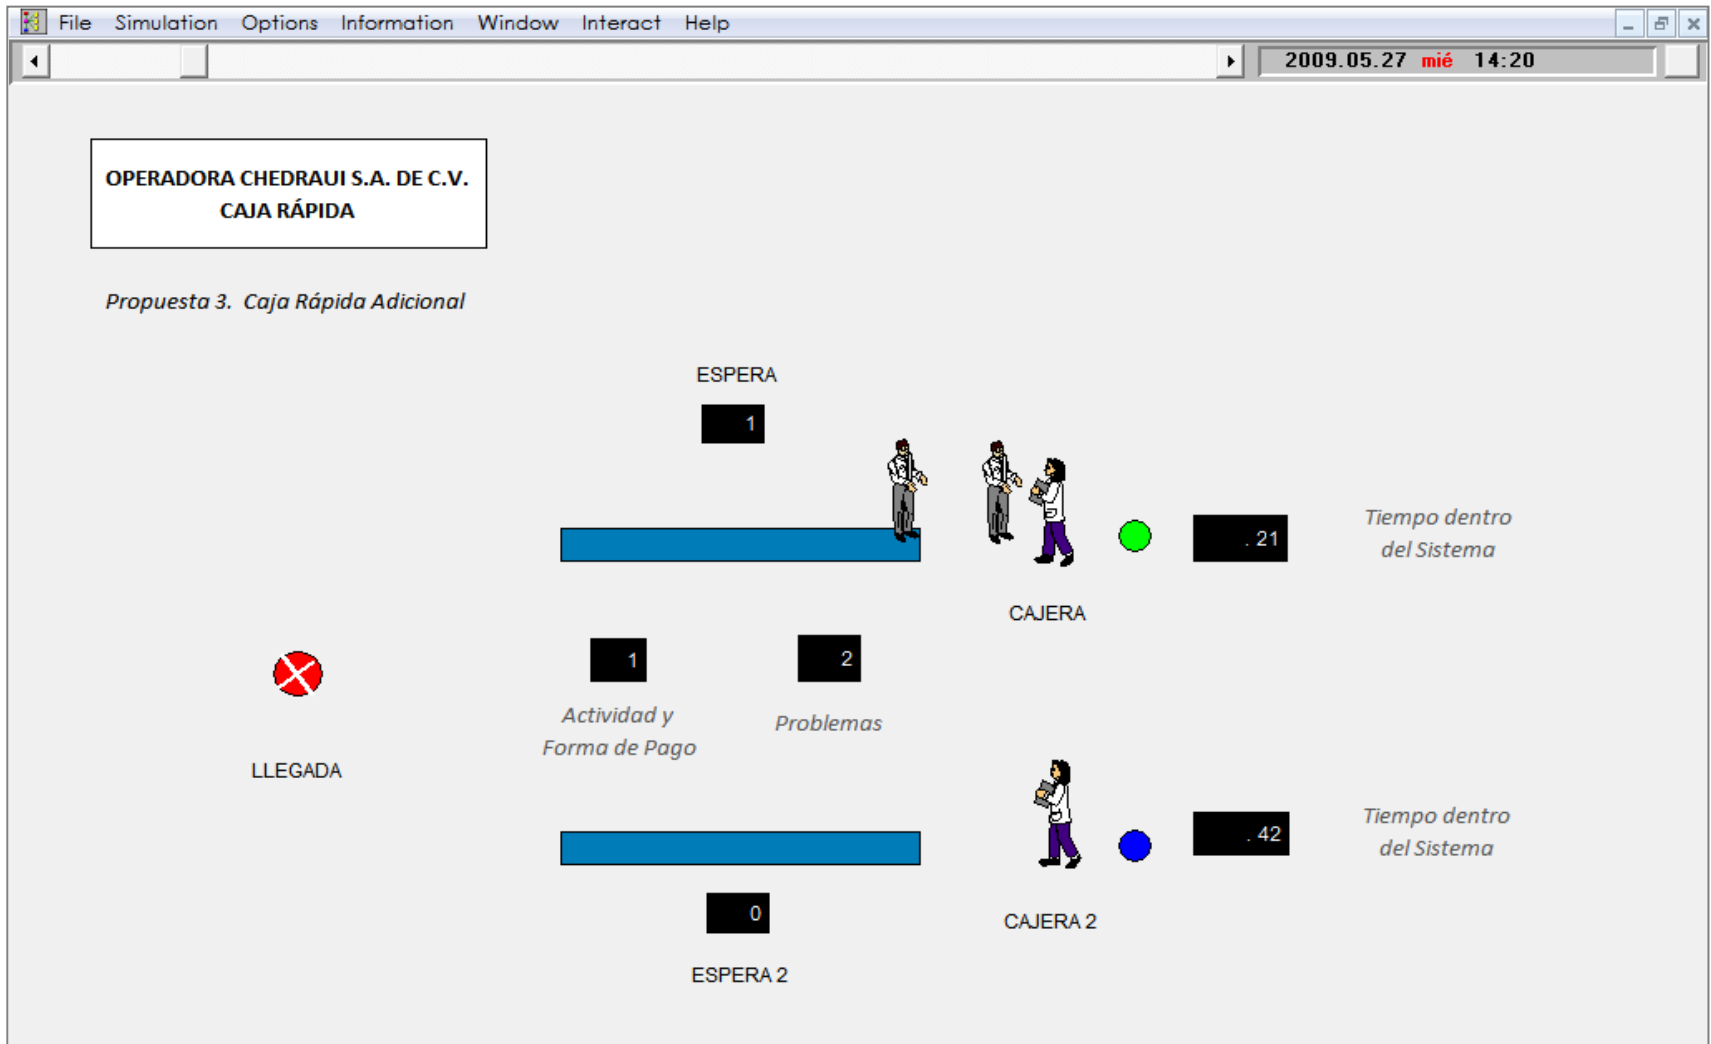 File Simulation Options Information Window Interact Help
2009.05.27 mié 14:20
OPERADORA CHEDRAUI S.A. DE C.V.
CAJA RÁPIDA
Propuesta 3. Caja Rápida Adicional
ESPERA
1
. 21
Tiempo dentro
del Sistema
CAJERA
1
2
Actividad y
Forma de Pago
Problemas
LLEGADA
. 42
Tiempo dentro
del Sistema
0
CAJERA 2
ESPERA 2